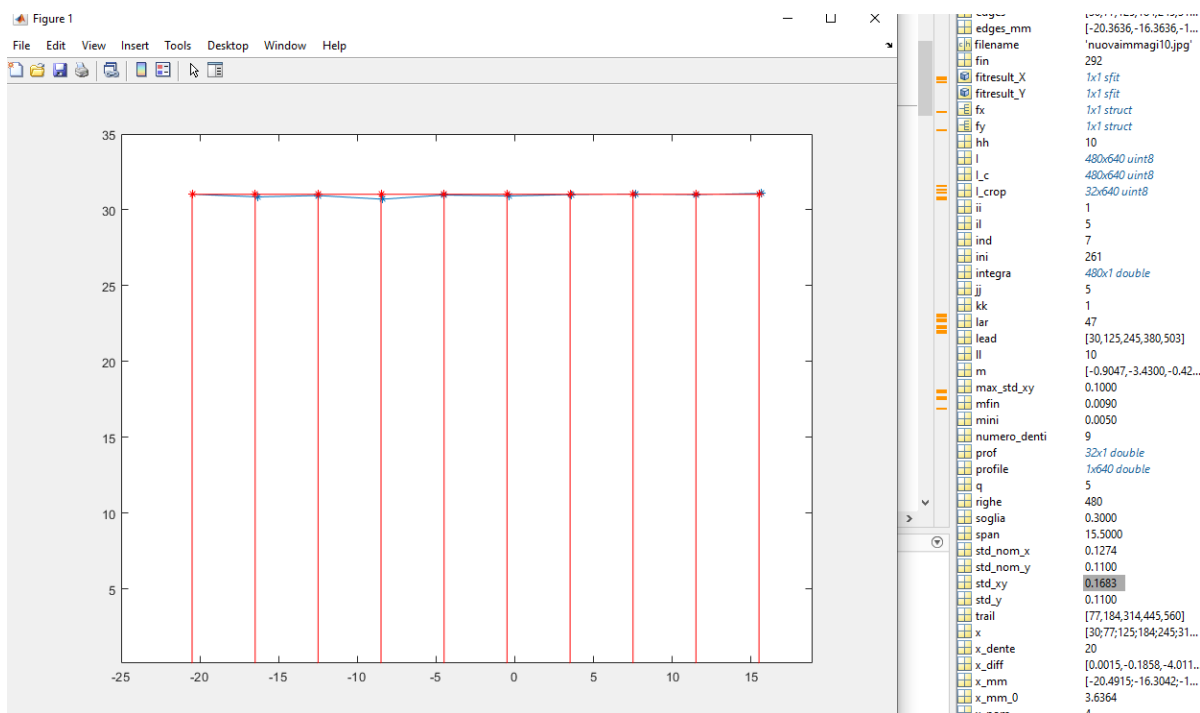 Figure 1
File Edit View Insert Tools Desktop Window Help
35
30
25
20
15
10
5
-25 -20 -15 -10 -5 0 5 10 15
edges_mm [-20.3636,-16.3636,-1...
filename 'nuovaimmagi10.jpg'
fin 292
fitresult_X 1x1 sfit
fitresult_Y 1x1 sfit
fx 1x1 struct
fy 1x1 struct
hh 10
I 480x640 uint8
I_c 480x640 uint8
I_crop 32x640 uint8
ii 1
il 5
ind 7
ini 261
integra 480x1 double
jj 5
kk 1
lar 47
lead [30,125,245,380,503]
ll 10
m [-0.9047,-3.4300,-0.42...
max_std_xy 0.1000
mfin 0.0090
mini 0.0050
numero_denti 9
prof 32x1 double
profile 1x640 double
q 5
righe 480
soglia 0.3000
span 15.5000
std_nom_x 0.1274
std_nom_y 0.1100
std_xy 0.1683
std_y 0.1100
trail [77,184,314,445,560]
x [30;77;125;184;245;31...
x_dente 20
x_diff [0.0015,-0.1858,-4.011...
x_mm [-20.4915;-16.3042;-1...
x_mm_0 3.6364